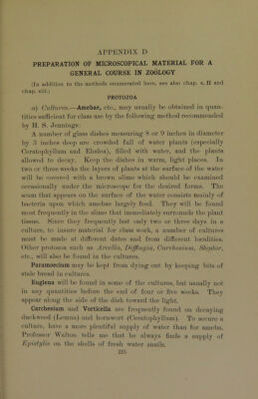 APPENDIX D
PREPARATION OF MICROSCOPICAL MATERIAL FOR A
GENERAL COURSE IN ZOÖLOGY
(In addition to the methods enumerated here, see also chap. v, II and
chap. viii.)
PROTOZOA
a) Cultures.—Amebae, etc., may usually be obtained in quan-
tities sufficient for class use by the following method recommended
by H. S. Jennings:
A number of glass dishes measuring 8 or 9 inches in diameter
by 3 inches deep are crowded full of water plants (especially
Ceratophyllum and Elodea), filled with water, and the plants
allowed to decay. Keep the dishes in warm, light places. In
two or three weeks the layers of plants at the surface of the water
will be covered with a brown slime which should be examined
occasionally under the microscope for the desired forms. The
scum that appears on the surface of the water consists mainly of
bacteria upon which amebae largely feed. They will be found
most frequently in the slime that immediately surrounds the plant
tissues. Since they frequently last only two or three days in a
culture, to insure material for class work, a number of cultures
must be made at different dates and from different localities.
Other protozoa such as Arcella, Difflugia, Carchesium, Stentor,
etc., will also be found in the cultures.
Paramoecium may be kept from dying out by keeping bits of
stale bread in cultures.
Euglena will be found in some of the cultures, but usually not
in any quantities before the end of four or five weeks. They
appear along the side of the dish toward the light.
Carchesium and Vorticella are frequently found on decaying
duckweed (Lemna) and hornwort (Ceratophyllum). To secure a
culture, have a more plentiful supply of water than for ameba.
Professor Walton tells me that he always finds a supply of
Epistylis on the shells of fresh water snails.